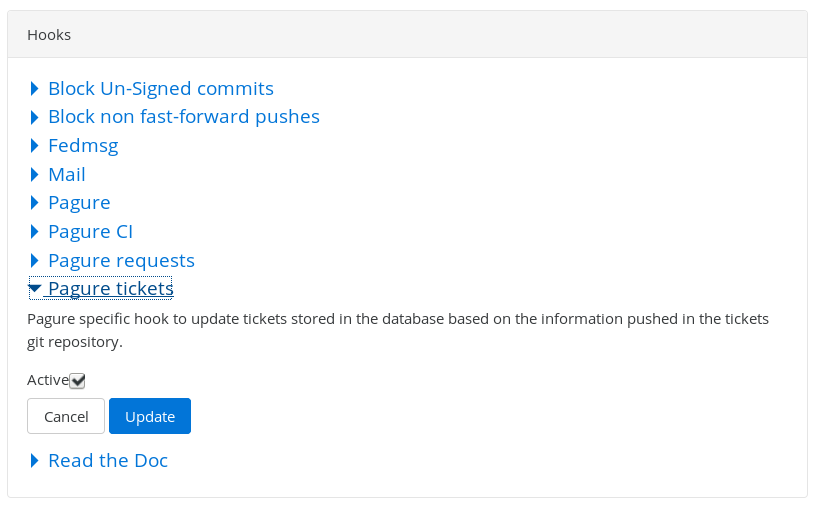 Hooks
Block Un-Signed commits
Block non fast-forward pushes
Fedmsg
Mail
Pagure
Pagure CI
Pagure requests
Pagure tickets
Pagure specific hook to update tickets stored in the database based on the information pushed in the tickets
git repository.
Active
Cancel Update
Read the Doc